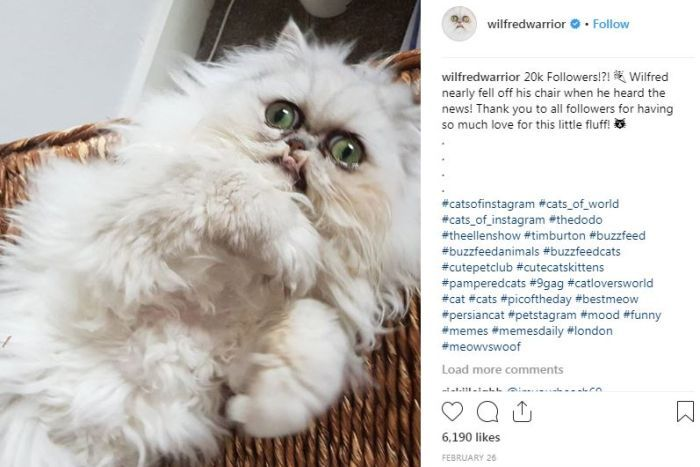 wilfredwarrior • Follow
wilfredwarrior 20k Followers!?! Wilfred
nearly fell off his chair when he heard the
news! Thank you to all followers for having
so much love for this little fluff!
.
.
.
.
#catsofinstagram #cats_of_world
#cats_of_instagram #thedodo
#theellenshow #timburton #buzzfeed
#buzzfeedanimals #buzzfeedcats
#cutepetclub #cutecatskittens
#pamperedcats #9gag #catloversworld
#cat #cats #picoftheday #bestmeow
#persiancat #petstagram #mood #funny
#memes #memesdaily #london
#meowvswoof
Load more comments
6,190 likes
FEBRUARY 26